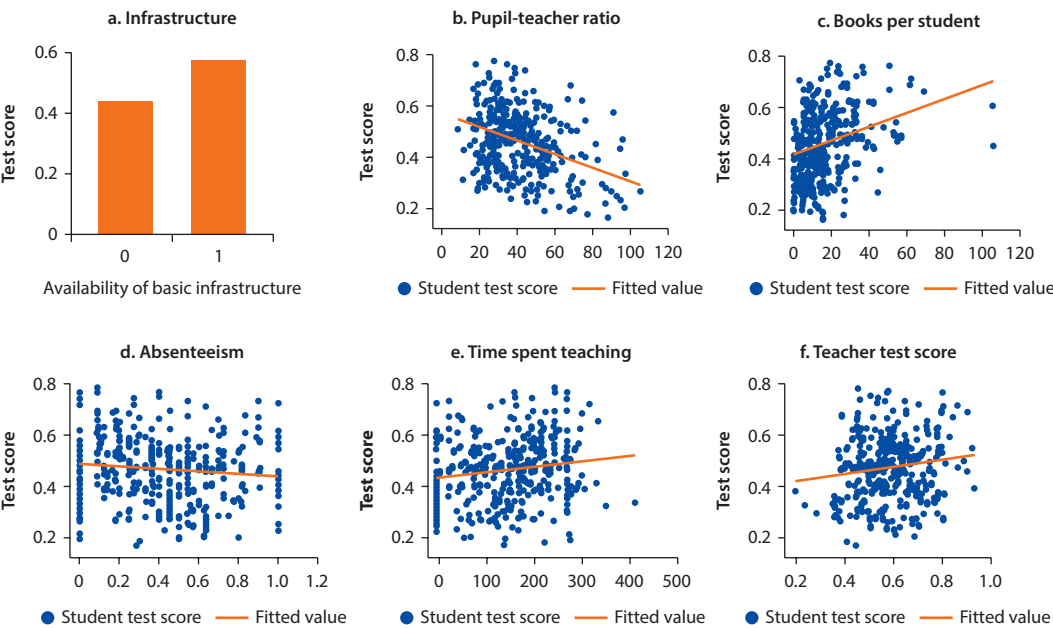 a. Infrastructure
Test score
0.6
0.4
0.2
0
0 1
Availability of basic infrastructure
b. Pupil-teacher ratio
Test score
0.8
0.6
0.4
0.2
0 20 40 60 80 100 120
Student test score Fitted value
c. Books per student
Test score
0.8
0.6
0.4
0.2
0 20 40 60 80 100 120
Student test score Fitted value
d. Absenteeism
Test score
0.8
0.6
0.4
0.2
0 0.2 0.4 0.6 0.8 1.0 1.2
Student test score Fitted value
e. Time spent teaching
Test score
0.8
0.6
0.4
0.2
0 100 200 300 400 500
Student test score Fitted value
f. Teacher test score
Test score
0.8
0.6
0.4
0.2
0.2 0.4 0.6 0.8 1.0
Student test score Fitted value